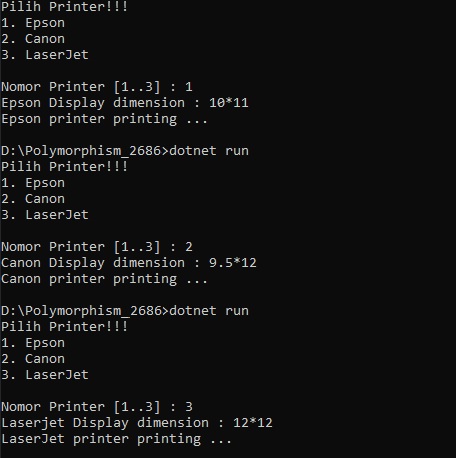 Pilih Printer!!!
1. Epson
2. Canon
3. LaserJet
Nomor Printer [1..3] : 1
Epson Display dimension : 10*11
Epson printer printing ...
D:\Polymorphism_2686>dotnet run
Pilih Printer!!!
1. Epson
2. Canon
3. LaserJet
Nomor Printer [1..3] : 2
Canon Display dimension : 9.5*12
Canon printer printing ...
D:\Polymorphism_2686>dotnet run
Pilih Printer!!!
1. Epson
2. Canon
3. LaserJet
Nomor Printer [1..3] : 3
Laserjet Display dimension : 12*12
LaserJet printer printing ...